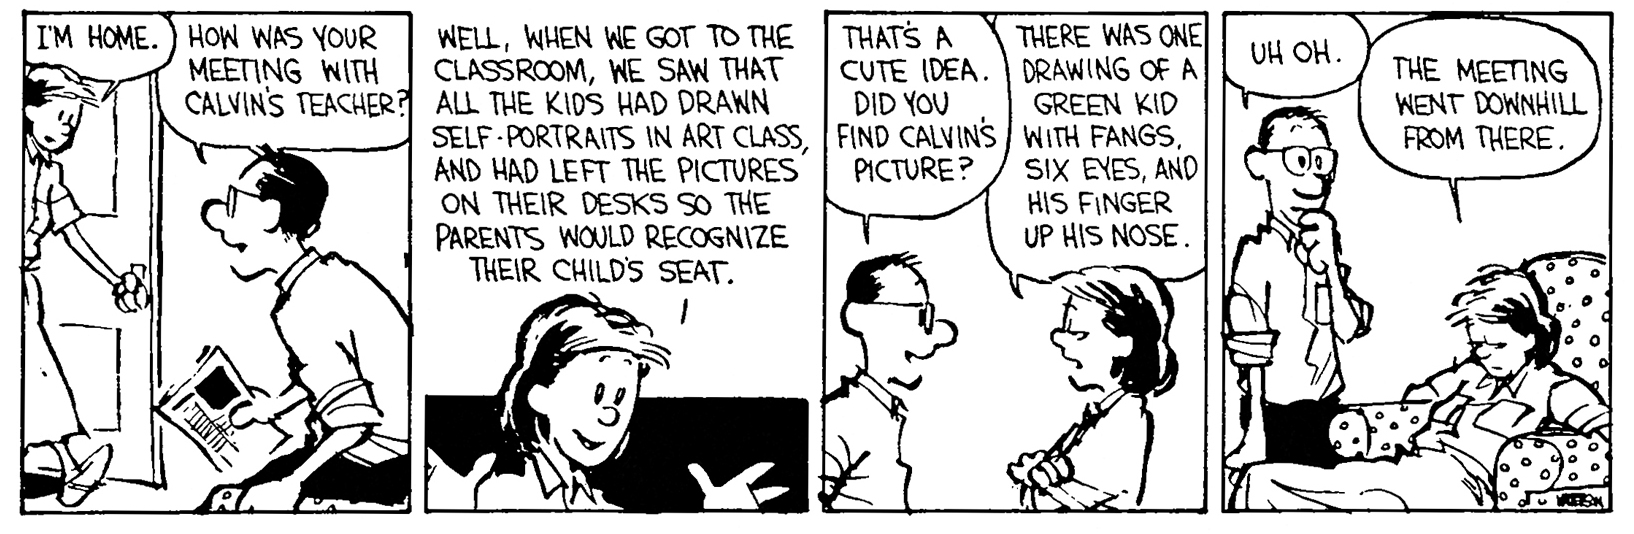 I'M HOME.
HOW WAS YOUR
MEETING WITH
CALVIN'S TEACHER?
WELL, WHEN WE GOT TO THE
CLASSROOM, WE SAW THAT
ALL THE KIDS HAD DRAWN
SELF-PORTRAITS IN ART CLASS,
AND HAD LEFT THE PICTURES
ON THEIR DESKS SO THE
PARENTS WOULD RECOGNIZE
THEIR CHILD'S SEAT.
THAT'S A
CUTE IDEA.
DID YOU
FIND CALVIN'S
PICTURE?
THERE WAS ONE
DRAWING OF A
GREEN KID
WITH FANGS,
SIX EYES, AND
HIS FINGER
UP HIS NOSE.
UH OH.
THE MEETING
WENT DOWNHILL
FROM THERE.
WATTERSON